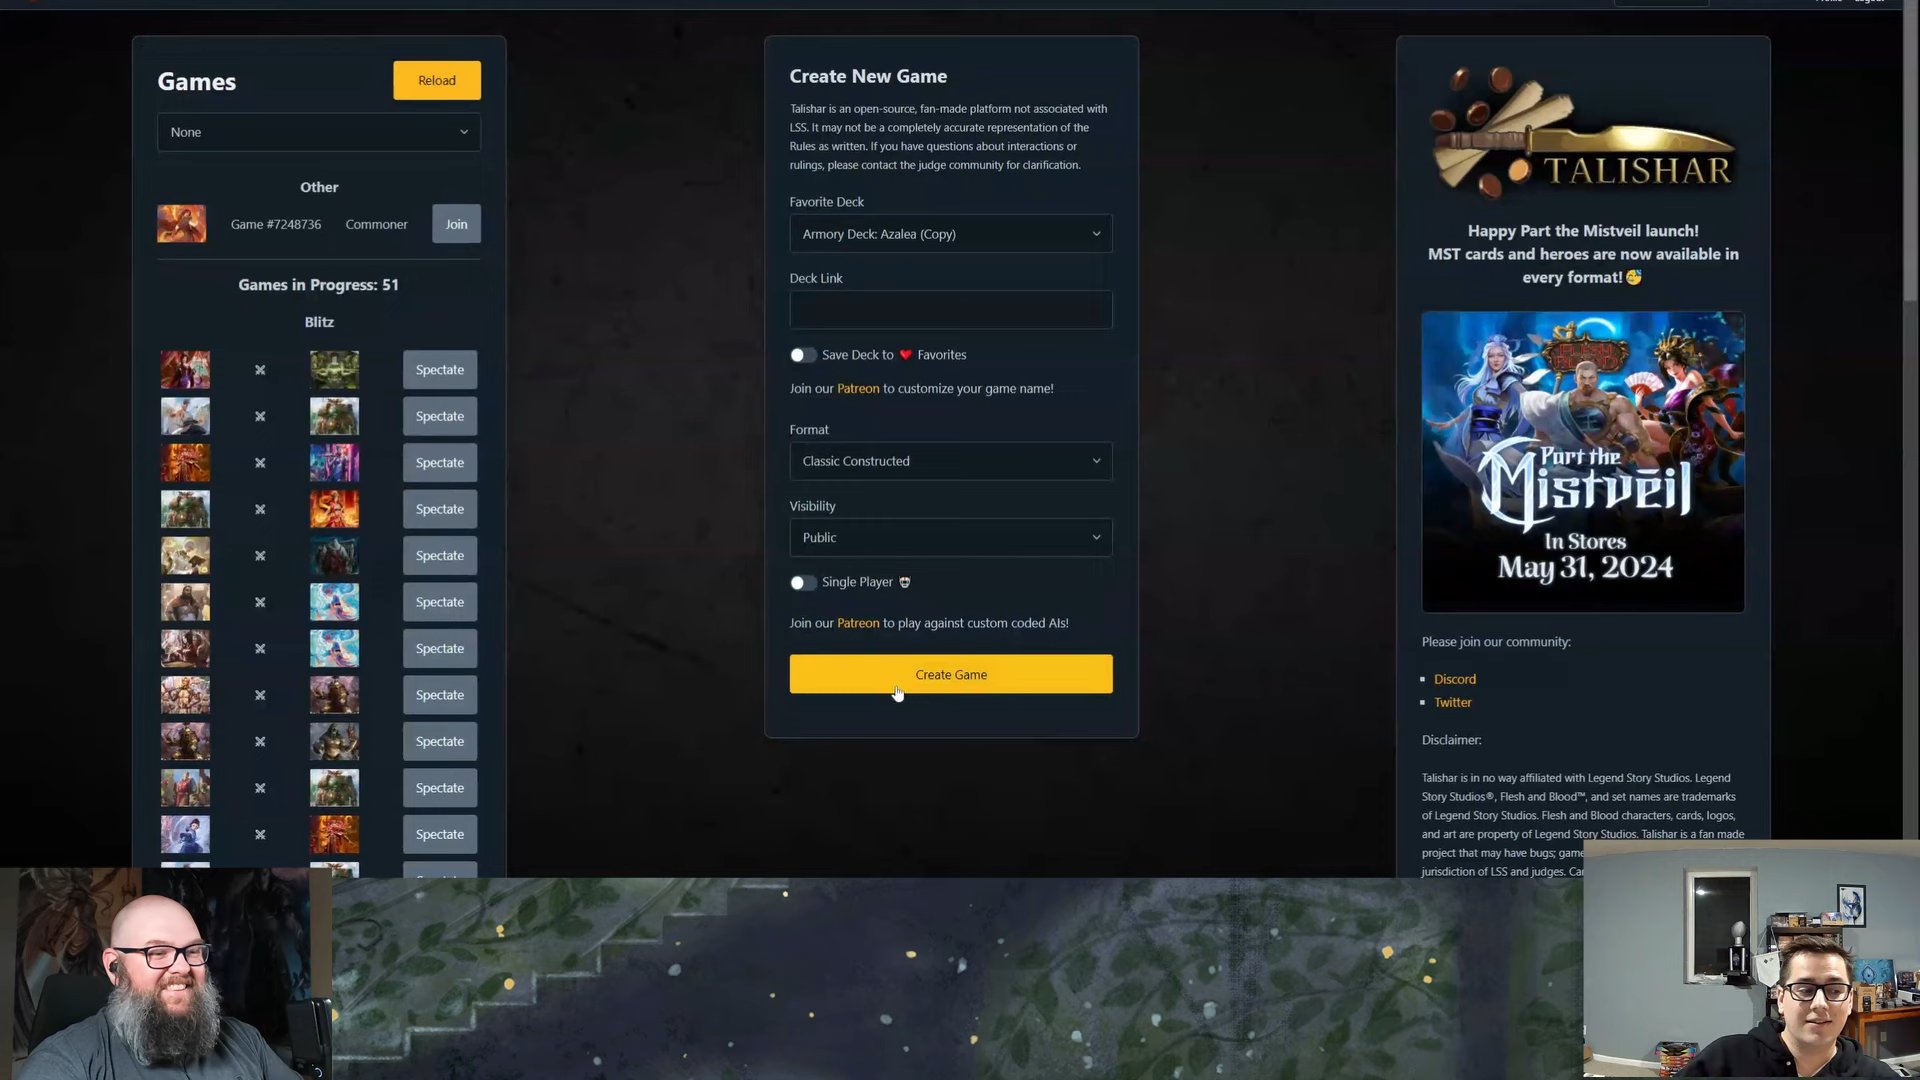 Games
Reload
None
Other
Game #7248736
Commoner
Join
Games in Progress: 51
Blitz
Spectate
Spectate
Spectate
Spectate
Spectate
Spectate
Spectate
Spectate
Spectate
Spectate
Spectate
Create New Game
Talishar is an open-source, fan-made platform not associated with
LSS. It may not be a completely accurate representation of the
Rules as written. If you have questions about interactions or
rulings, please contact the judge community for clarification.
Favorite Deck
Armory Deck: Azalea (Copy)
Deck Link
Save Deck to ❤️ Favorites
Join our Patreon to customize your game name!
Format
Classic Constructed
Visibility
Public
Single Player
Join our Patreon to play against custom coded AIs!
Create Game
TALISHAR
Happy Part the Mistveil launch!
MST cards and heroes are now available in
every format! 🥳
FLESH
BLOOD
Part the
Mistveil
In Stores
May 31, 2024
Please join our community:
Discord
Twitter
Disclaimer:
Talishar is in no way affiliated with Legend Story Studios. Legend
Story Studios®, Flesh and Blood™, and set names are trademarks
of Legend Story Studios. Flesh and Blood characters, cards, logos,
and art are property of Legend Story Studios. Talishar is a fan made
project that may have bugs; game
jurisdiction of LSS and judges.